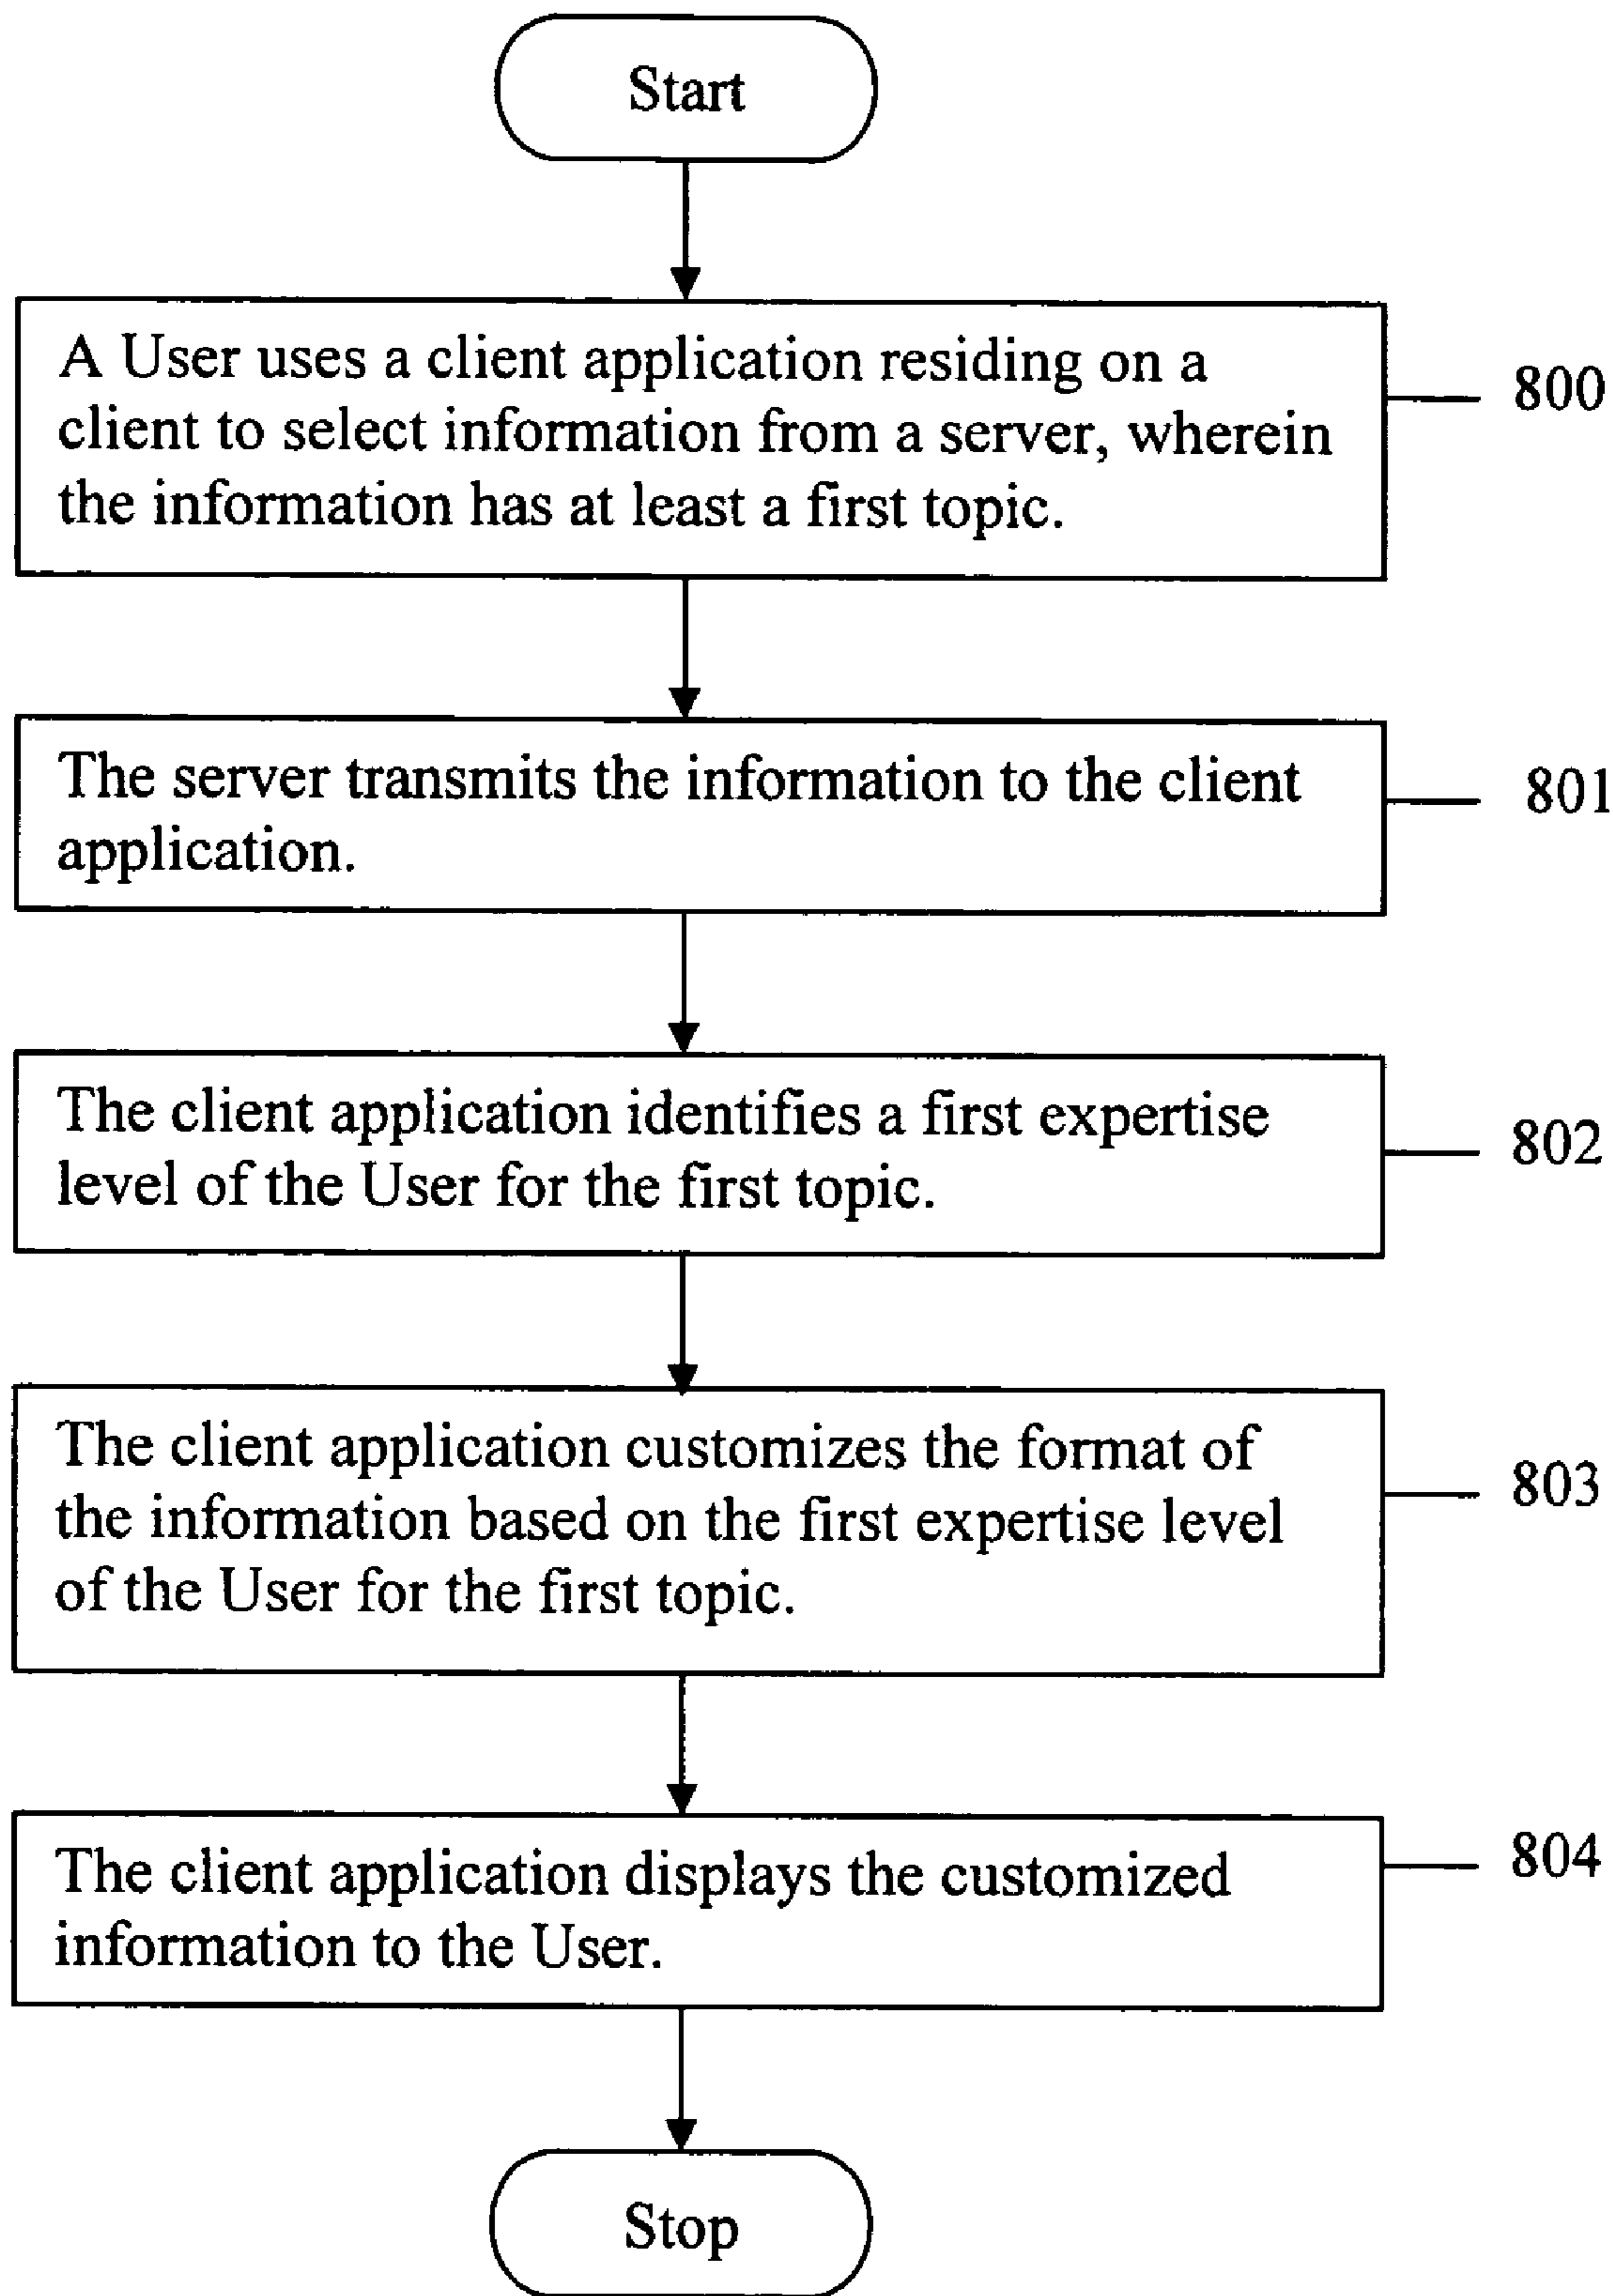 Start
A User uses a client application residing on a
client to select information from a server, wherein
the information has at least a first topic.
800
The server transmits the information to the client
application.
801
The client application identifies a first expertise
level of the User for the first topic.
802
The client application customizes the format of
the information based on the first expertise level
of the User for the first topic.
803
The client application displays the customized
information to the User.
804
Stop